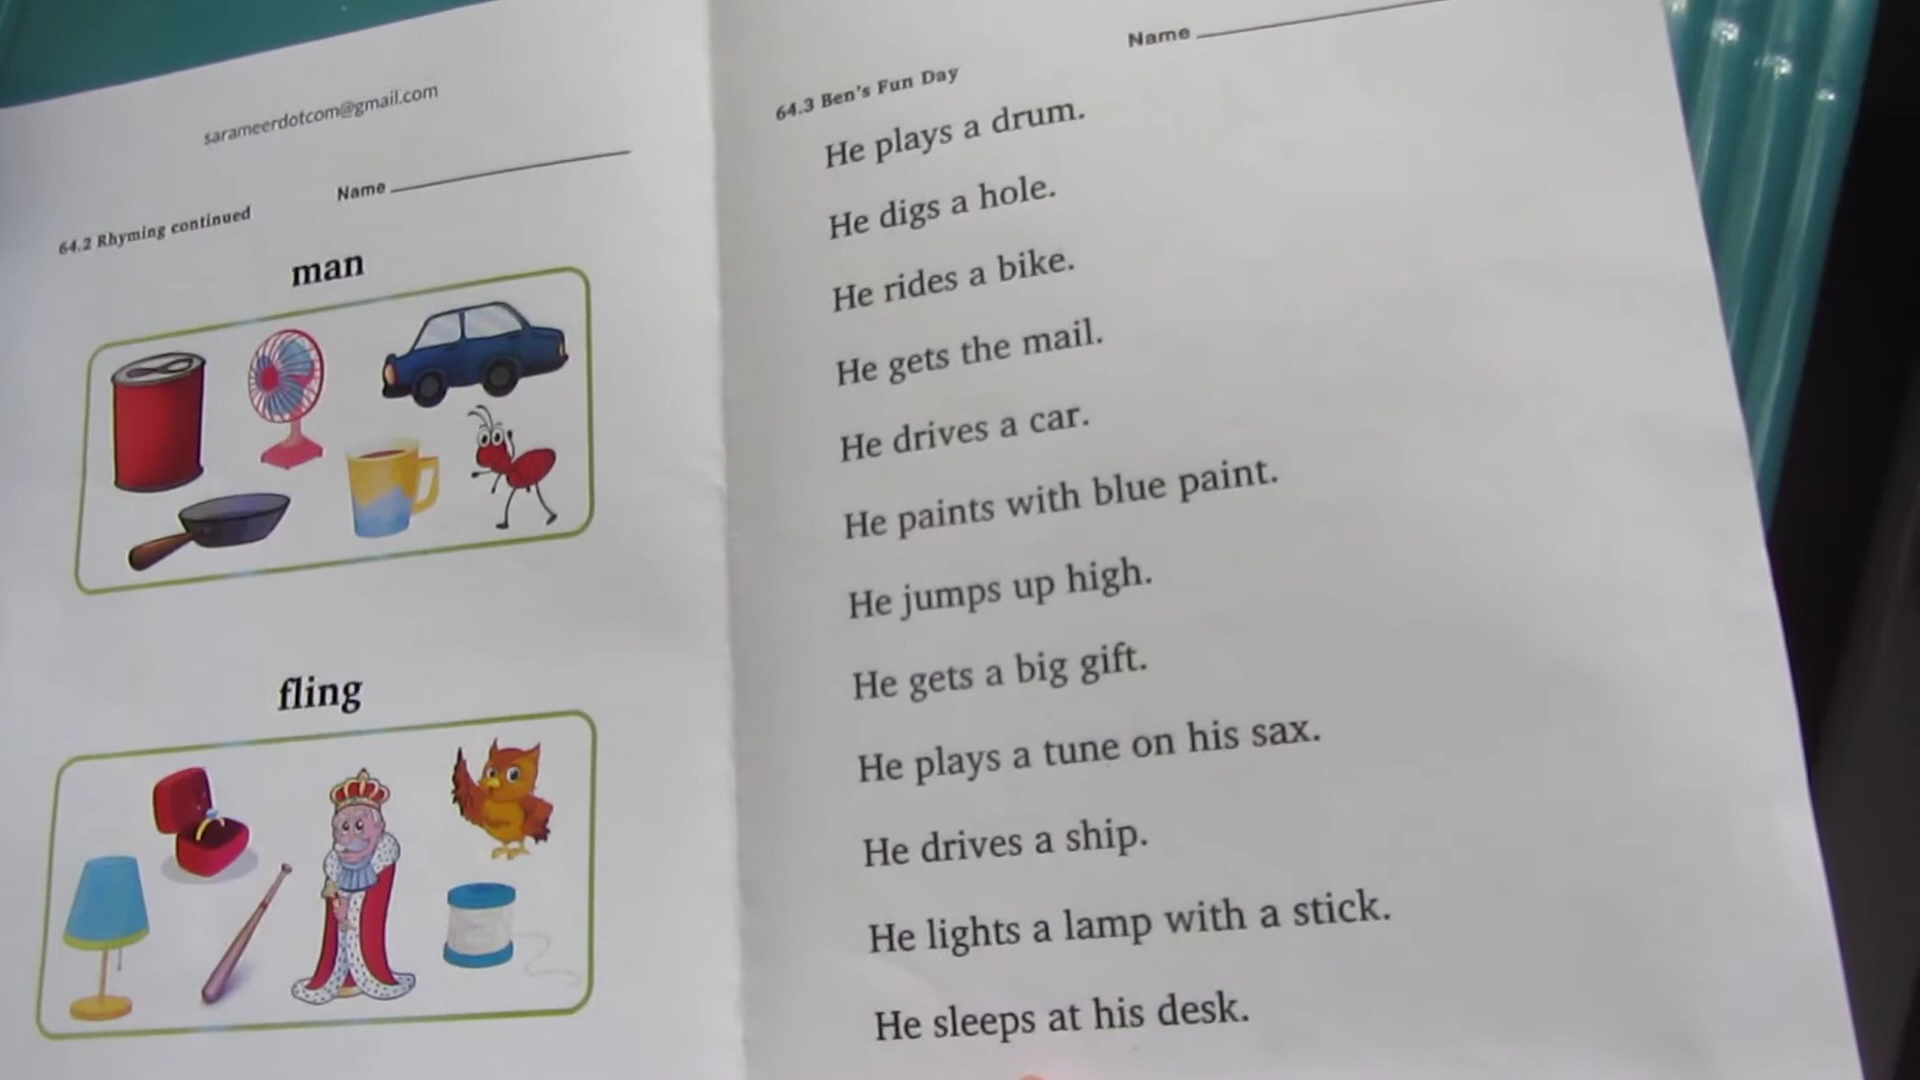 sarameerdotcom@gmail.com
Name
64.2 Rhyming continued
man
fling
Name
64.3 Ben's Fun Day
He plays a drum.
He digs a hole.
He rides a bike.
He gets the mail.
He drives a car.
He paints with blue paint.
He jumps up high.
He gets a big gift.
He plays a tune on his sax.
He drives a ship.
He lights a lamp with a stick.
He sleeps at his desk.